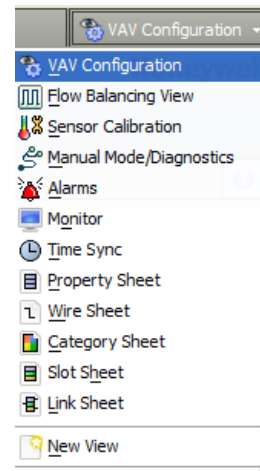 VAV Configuration
VAV Configuration
Flow Balancing View
Sensor Calibration
Manual Mode/Diagnostics
Alarms
Monitor
Time Sync
Property Sheet
Wire Sheet
Category Sheet
Slot Sheet
Link Sheet
New View